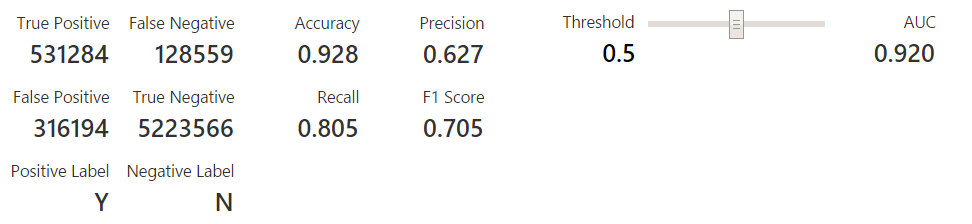 True Positive False Negative Accuracy Precision Threshold AUC
531284 128559 0.928 0.627 0.5 0.920
False Positive True Negative Recall F1 Score
316194 5223566 0.805 0.705
Positive Label Negative Label
Y N